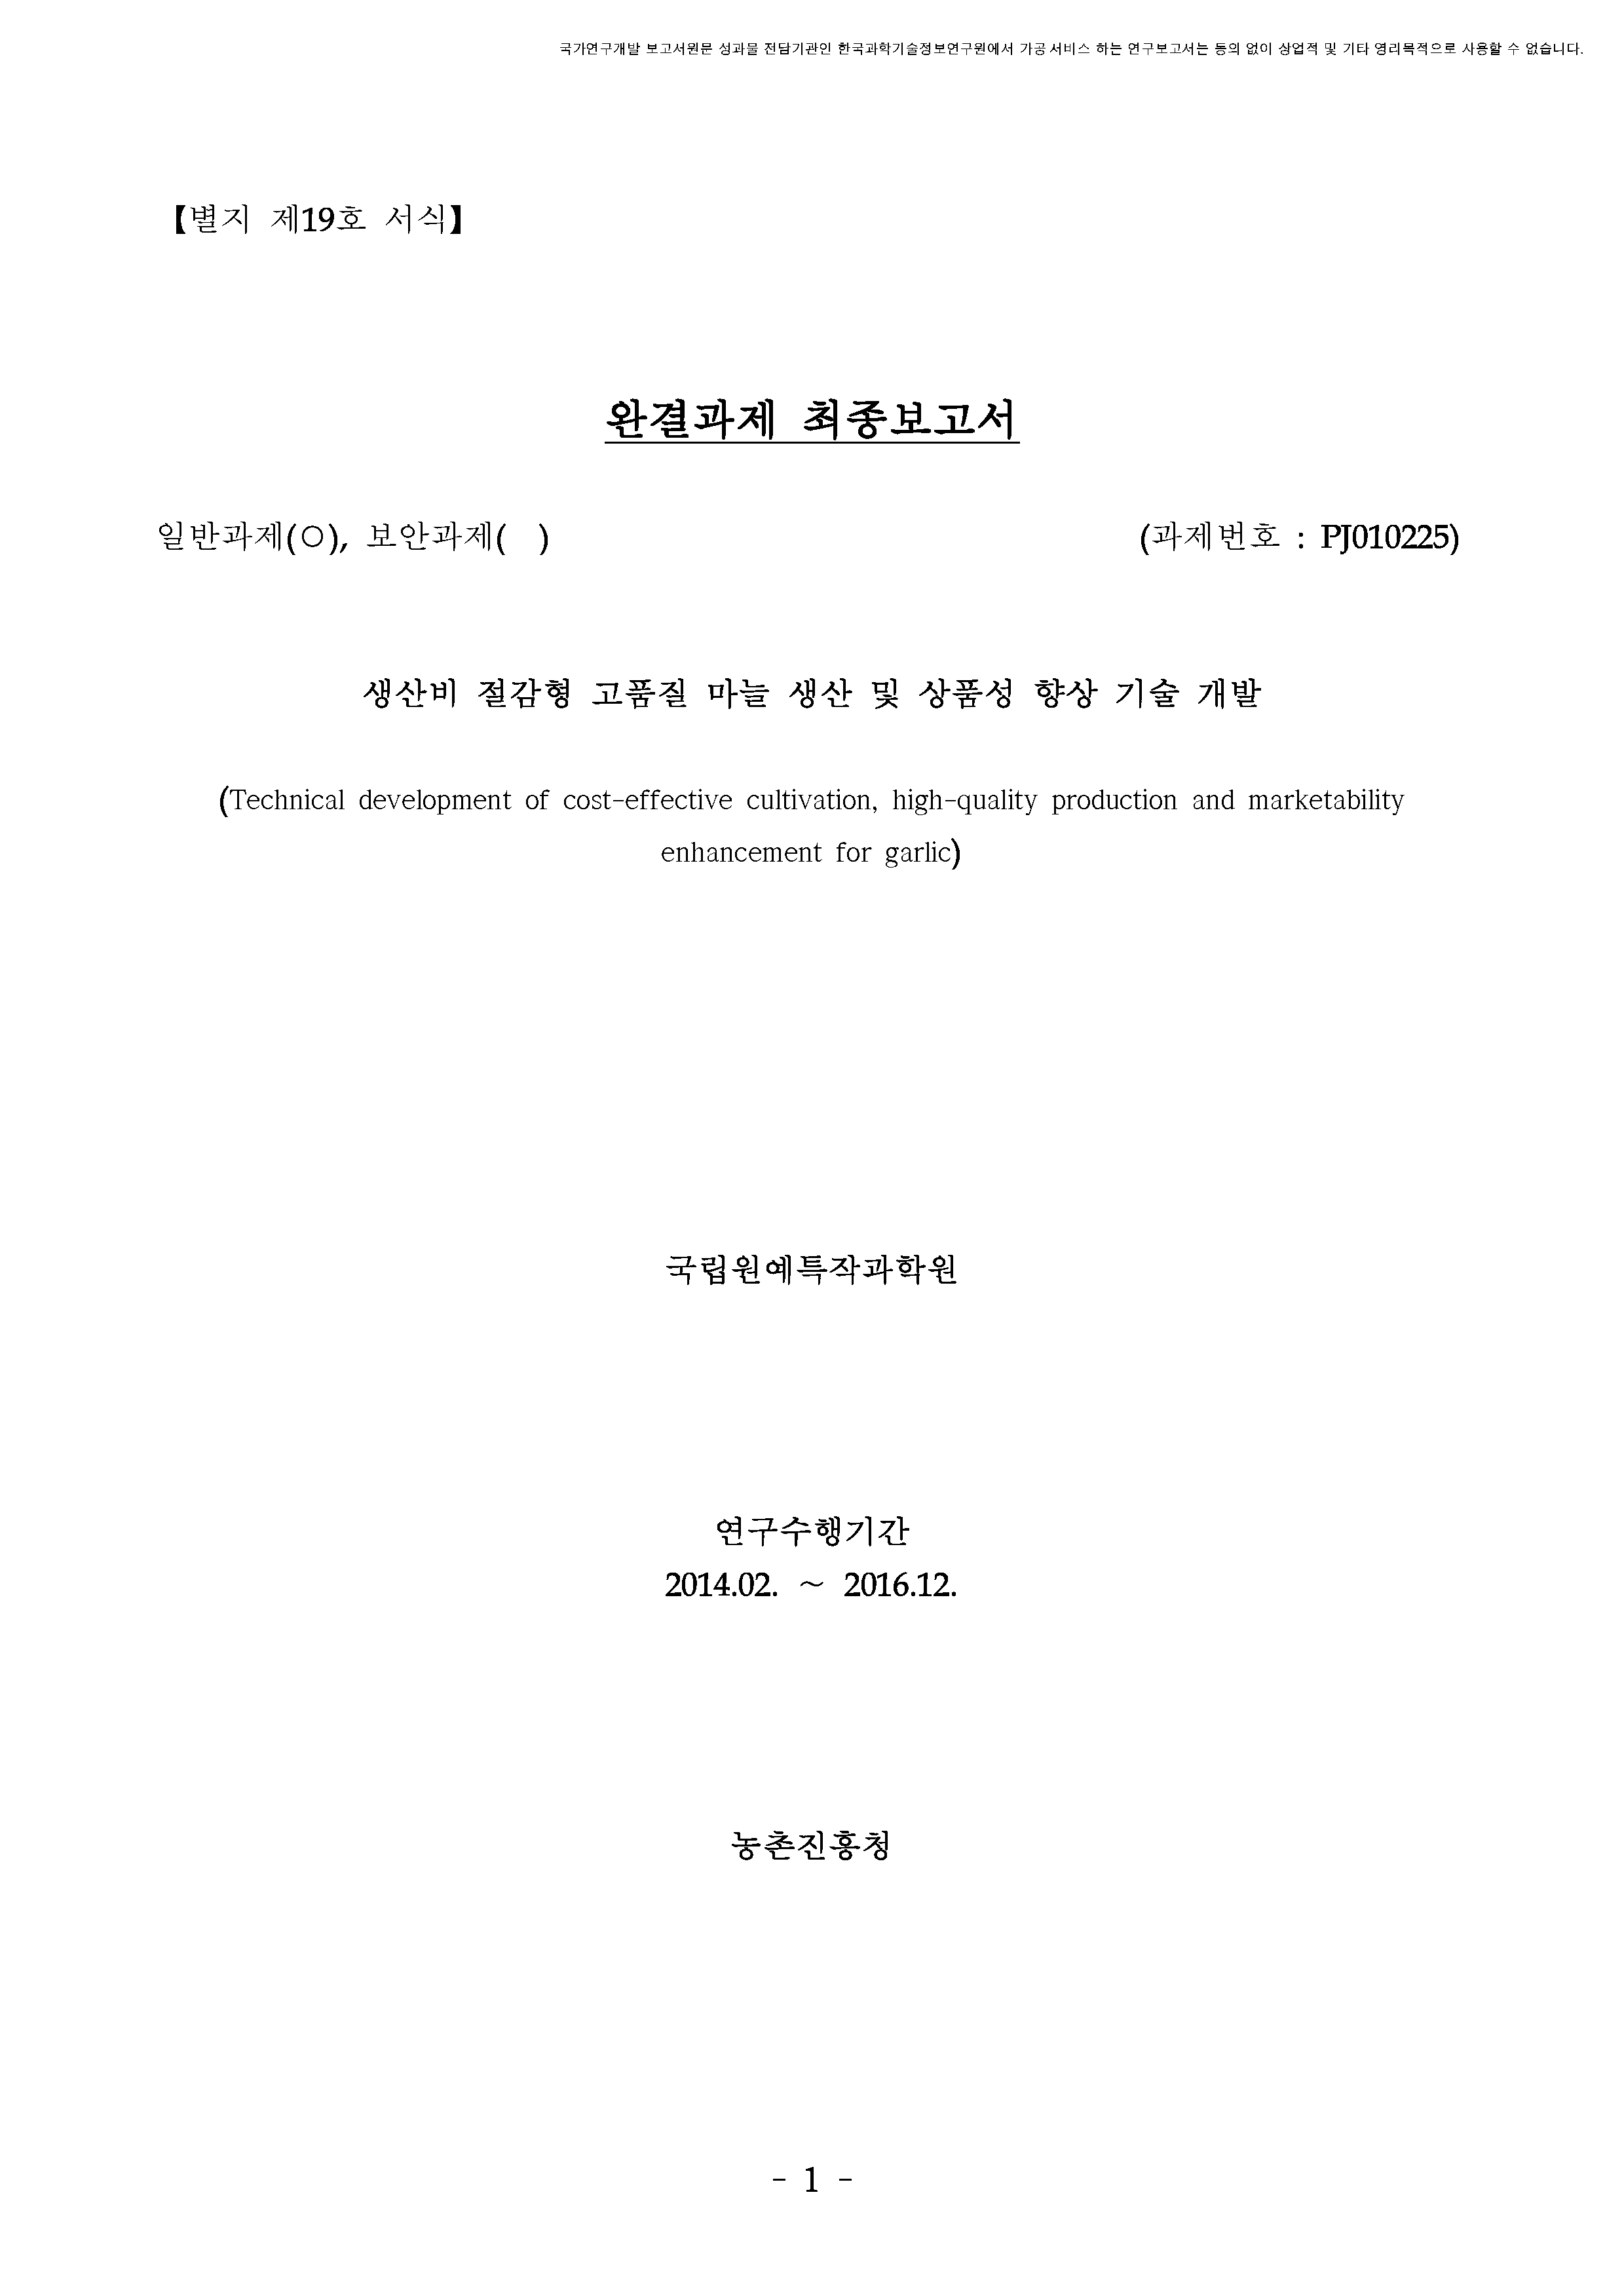 국가연구개발 보고서원문 성과물 전담기관인 한국과학기술정보연구원에서 가공·서비스 하는 연구보고서는 동의 없이 상업적 및 기타 영리목적으로 사용할 수 없습니다.
【별지 제19호 서식】
완결과제 최종보고서
일반과제(○), 보안과제( ) (과제번호 : PJ010225)
생산비 절감형 고품질 마늘 생산 및 상품성 향상 기술 개발
(Technical development of cost-effective cultivation, high-quality production and marketability
enhancement for garlic)
국립원예특작과학원
연구수행기간
2014.02. ~ 2016.12.
농촌진흥청
- 1 -